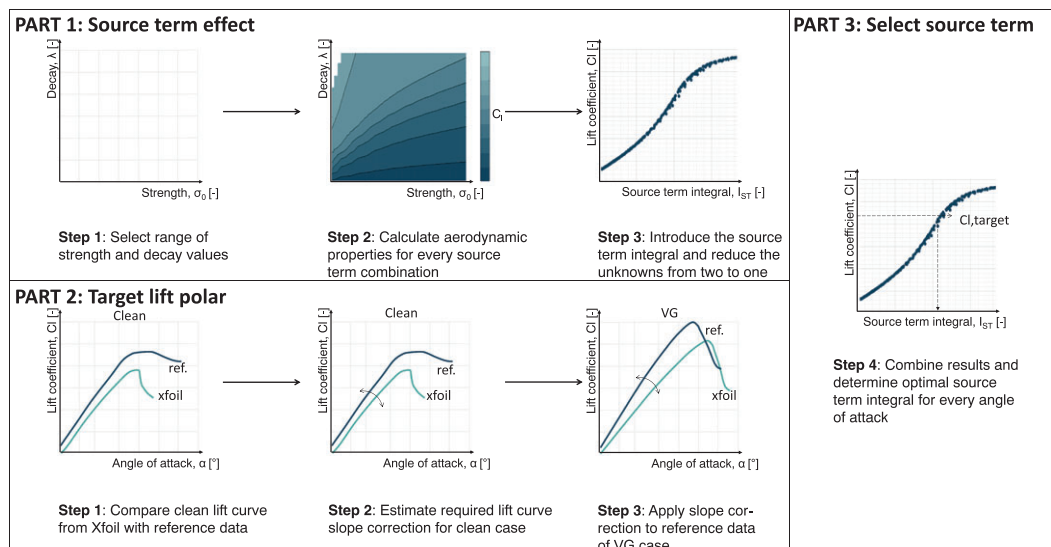 PART 1: Source term effect
Decay, λ [-]
Strength, σ0 [-]
Step 1: Select range of
strength and decay values
Decay, λ [-]
Strength, σ0 [-]
Cl
Step 2: Calculate aerodynamic
properties for every source
term combination
Lift coefficient, Cl [-]
Source term integral, IST [-]
Step 3: Introduce the source
term integral and reduce the
unknowns from two to one
PART 2: Target lift polar
Clean
Lift coefficient, Cl [-]
ref.
xfoil
Angle of attack, α [°]
Step 1: Compare clean lift curve
from Xfoil with reference data
Clean
Lift coefficient, Cl [-]
ref.
xfoil
Angle of attack, α [°]
Step 2: Estimate required lift curve
slope correction for clean case
VG
Lift coefficient, Cl [-]
ref.
xfoil
Angle of attack, α [°]
Step 3: Apply slope cor-
rection to reference data
of VG case
PART 3: Select source term
Lift coefficient, Cl [-]
Cl,target
Source term integral, IST [-]
Step 4: Combine results and
determine optimal source
term integral for every angle
of attack